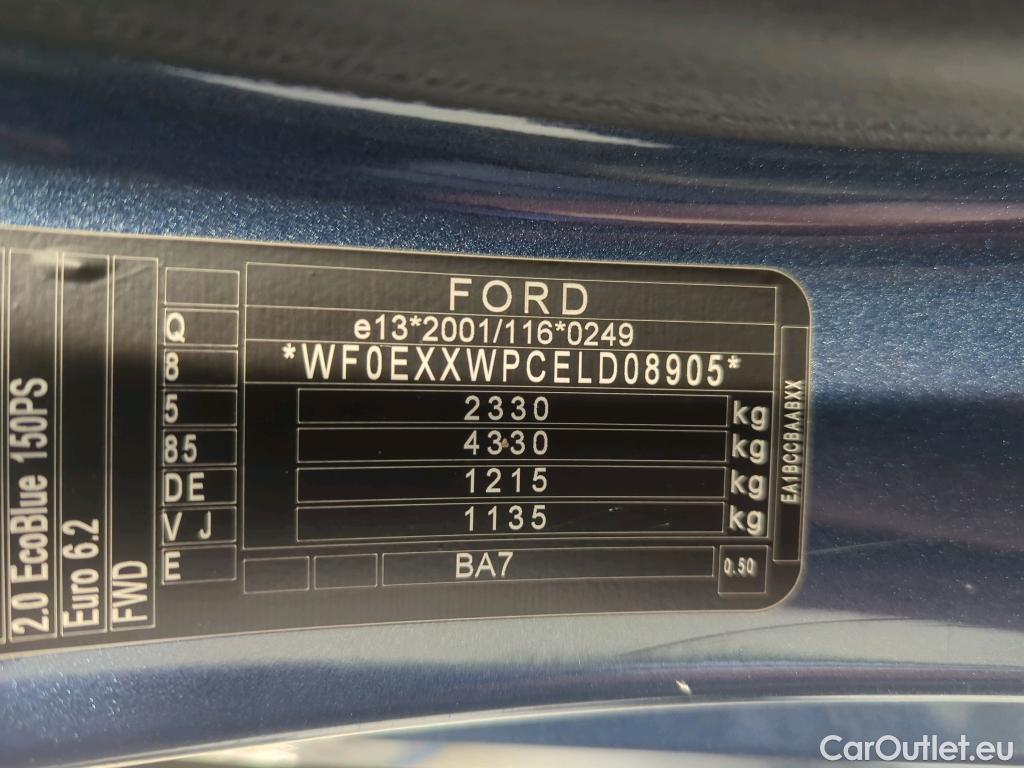 FORD
e13*2001/116*0249
*WF0EXXWPCELD08905*
2330 kg
4330 kg
1215 kg
1135 kg
BA7 0.50
Q
8
5
85
DE
VJ
E
2.0 EcoBlue 150PS
Euro 6.2
FWD
EA1BCCBAABXX
CarOutlet.eu